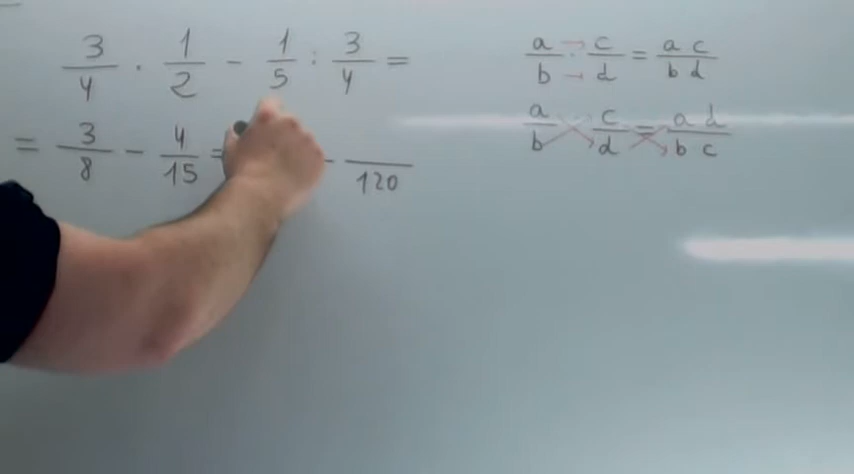 3/4 · 1/2 - 1/5 : 3/4 =
= 3/8 - 4/15 = - /120
a/b · c/d = a c/b d
a/b : c/d = a d/b c